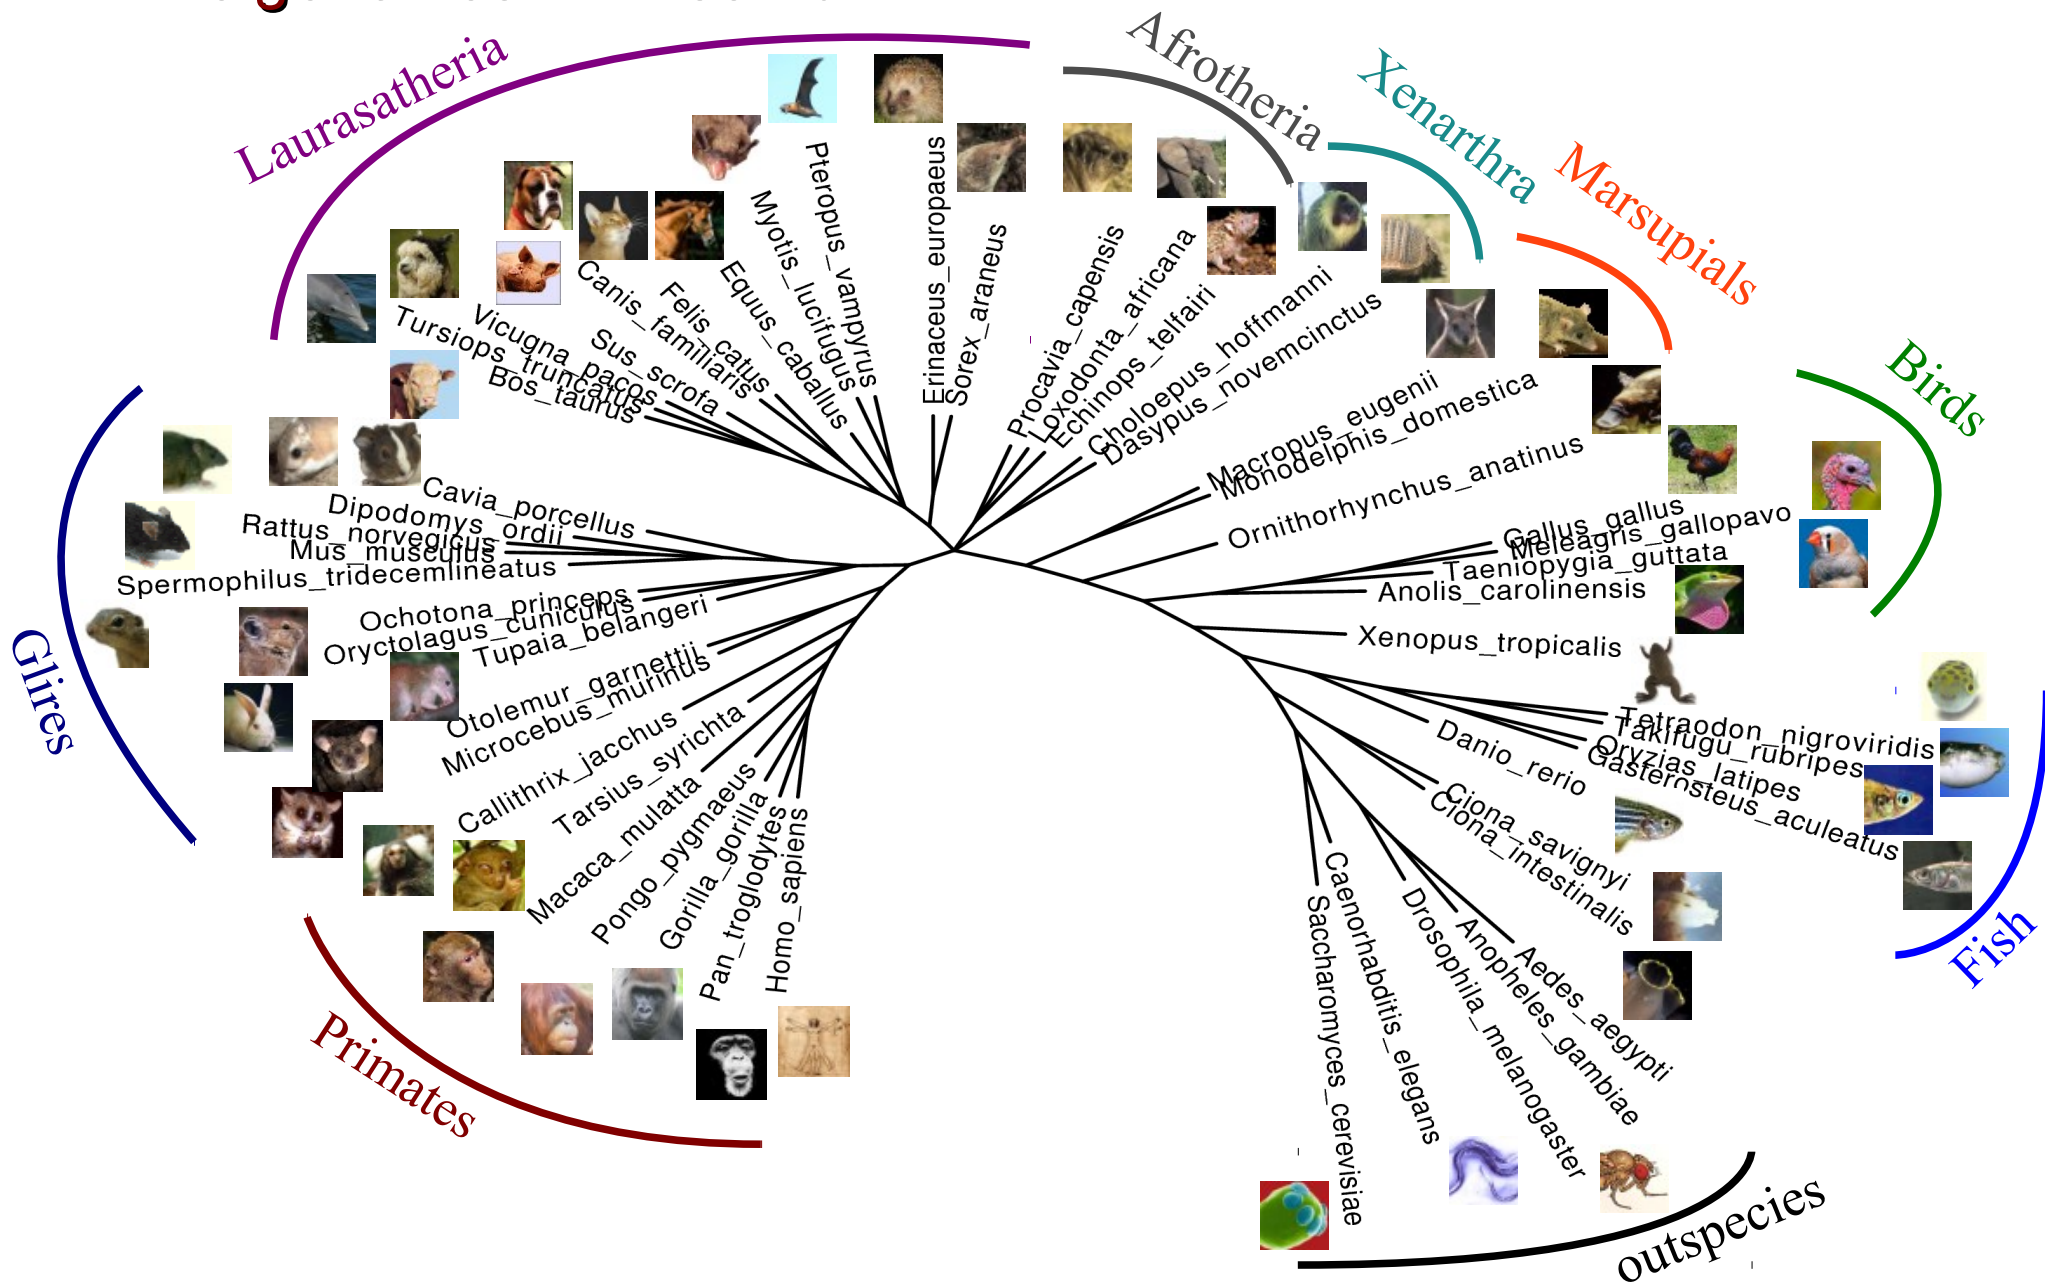 Laurasatheria
Afrotheria
Xenarthra
Marsupials
Birds
Fish
outspecies
Primates
Glires
Bos_taurus
Tursiops_truncatus
Vicugna_pacos
Sus_scrofa
Canis_familiaris
Felis_catus
Equus_caballus
Myotis_lucifugus
Pteropus_vampyrus
Erinaceus_europaeus
Sorex_araneus
Procavia_capensis
Loxodonta_africana
Echinops_telfairi
Choloepus_hoffmanni
Dasypus_novemcinctus
Macropus_eugenii
Monodelphis_domestica
Ornithorhynchus_anatinus
Gallus_gallus
Meleagris_gallopavo
Taeniopygia_guttata
Anolis_carolinensis
Xenopus_tropicalis
Tetraodon_nigroviridis
Takifugu_rubripes
Oryzias_latipes
Gasterosteus_aculeatus
Danio_rerio
Ciona_savignyi
Ciona_intestinalis
Aedes_aegypti
Anopheles_gambiae
Drosophila_melanogaster
Caenorhabditis_elegans
Saccharomyces_cerevisiae
Homo_sapiens
Pan_troglodytes
Gorilla_gorilla
Pongo_pygmaeus
Macaca_mulatta
Tarsius_syrichta
Callithrix_jacchus
Microcebus_murinus
Otolemur_garnettii
Tupaia_belangeri
Oryctolagus_cuniculus
Ochotona_princeps
Spermophilus_tridecemlineatus
Mus_musculus
Rattus_norvegicus
Dipodomys_ordii
Cavia_porcellus